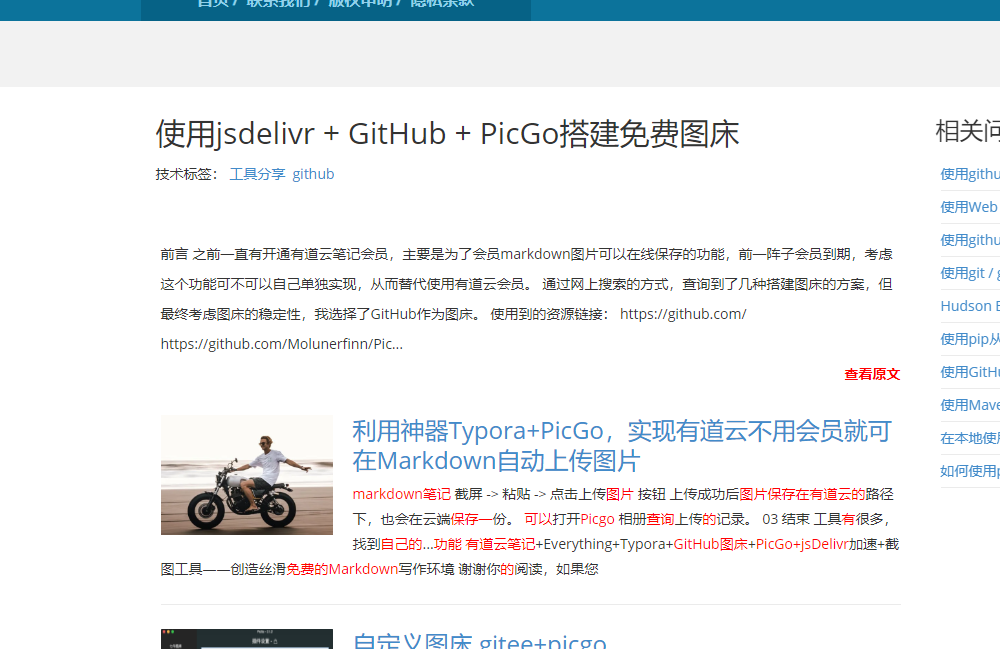 首页 / 联系我们 / 版权申明 / 隐私条款
使用jsdelivr + GitHub + PicGo搭建免费图床
技术标签： 工具分享 github
前言 之前一直有开通有道云笔记会员，主要是为了会员markdown图片可以在线保存的功能，前一阵子会员到期，考虑
这个功能可不可以自己单独实现，从而替代使用有道云会员。 通过网上搜索的方式，查询到了几种搭建图床的方案，但
最终考虑图床的稳定性，我选择了GitHub作为图床。 使用到的资源链接： https://github.com/
https://github.com/Molunerfinn/Pic...
查看原文
利用神器Typora+PicGo，实现有道云不用会员就可
在Markdown自动上传图片
markdown笔记 截屏 -> 粘贴 -> 点击上传图片 按钮 上传成功后图片保存在有道云的路径
下，也会在云端保存一份。 可以打开Picgo 相册查询上传的记录。 03 结束 工具有很多，
找到自己的...功能 有道云笔记+Everything+Typora+GitHub图床+PicGo+jsDelivr加速+截
图工具——创造丝滑免费的Markdown写作环境 谢谢你的阅读，如果您
自定义图床 gitee+picgo
相关问
使用githu
使用Web
使用githu
使用git / g
Hudson E
使用pip从
使用GitHu
使用Mave
在本地使用
如何使用p